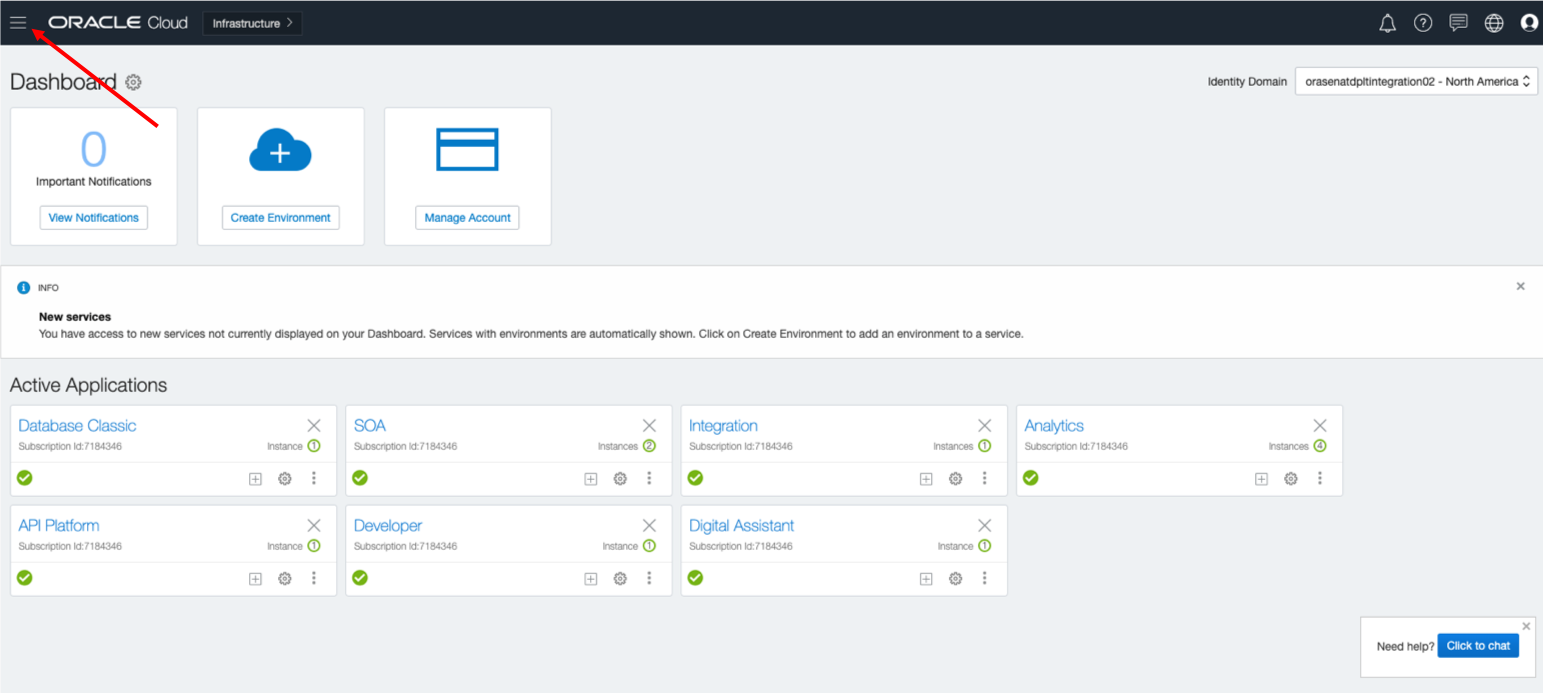 ORACLE Cloud Infrastructure >
Dashboard
Identity Domain orasenatdpltintegration02 - North America
0
Important Notifications
View Notifications
Create Environment
Manage Account
INFO
New services
You have access to new services not currently displayed on your Dashboard. Services with environments are automatically shown. Click on Create Environment to add an environment to a service.
Active Applications
Database Classic
Subscription Id:7184346 Instance 1
SOA
Subscription Id:7184346 Instances 2
Integration
Subscription Id:7184346 Instances 1
Analytics
Subscription Id:7184346 Instances 4
API Platform
Subscription Id:7184346 Instance 1
Developer
Subscription Id:7184346 Instance 1
Digital Assistant
Subscription Id:7184346 Instance 1
Need help? Click to chat